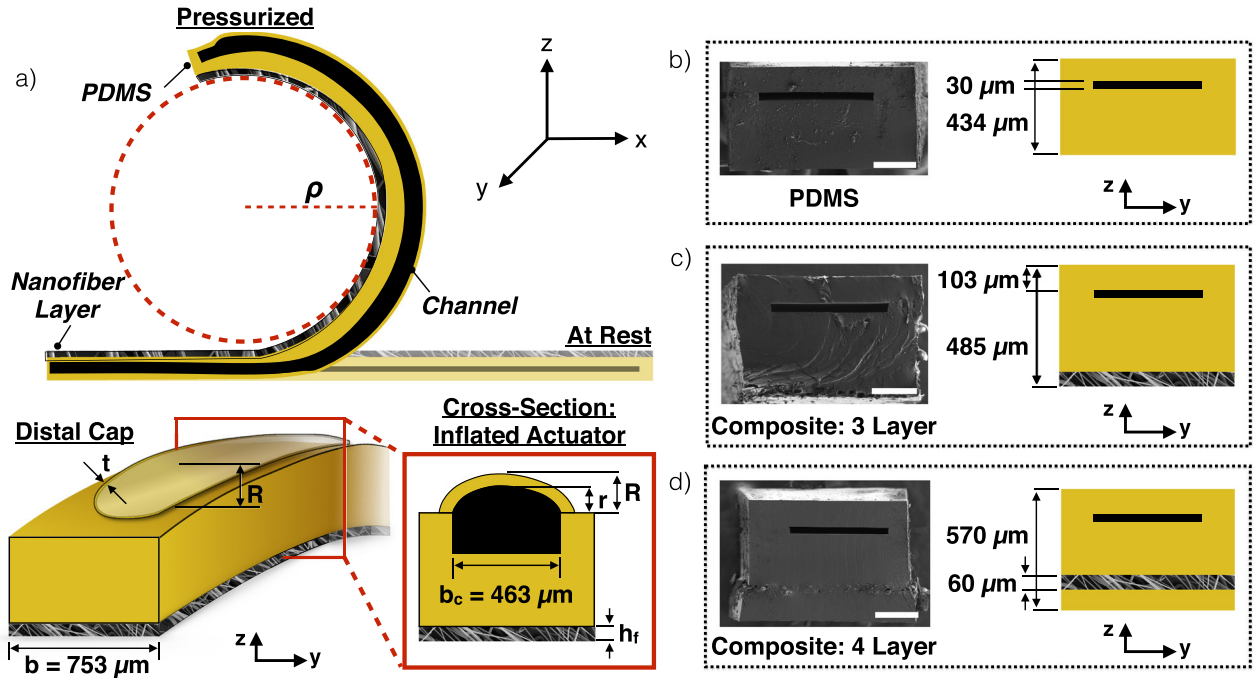 a)
Pressurized
PDMS
z
x
y
ρ
Nanofiber
Layer
Channel
At Rest
Distal Cap
t
R
b = 753 µm
z
y
Cross-Section:
Inflated Actuator
r
R
b_c = 463 µm
h_f
b)
30 µm
434 µm
PDMS
z
y
c)
103 µm
485 µm
Composite: 3 Layer
z
y
d)
570 µm
60 µm
Composite: 4 Layer
z
y